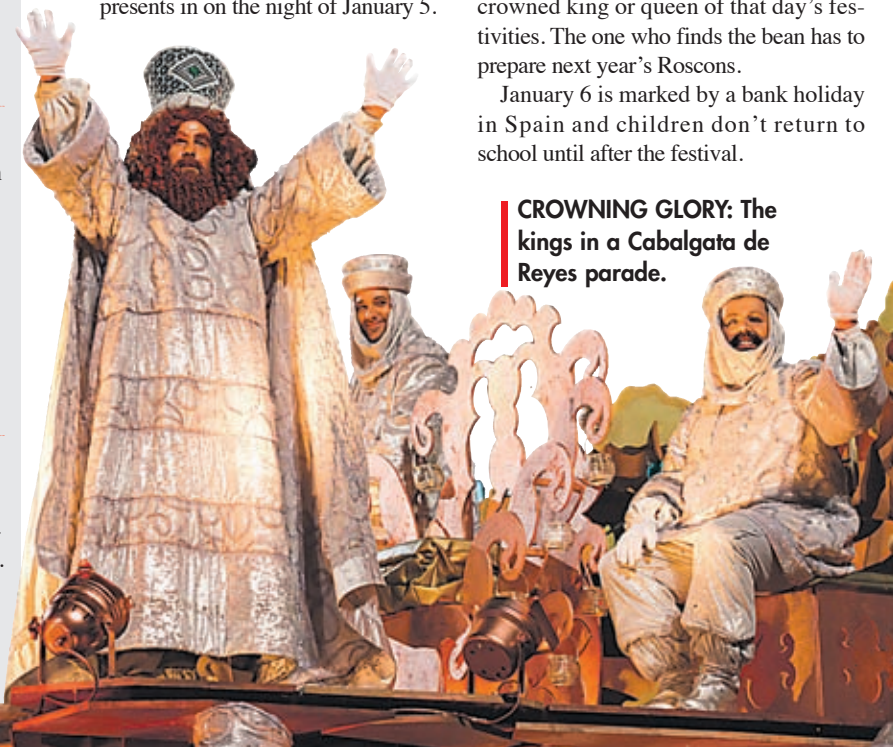 presents in on the night of January 5.
crowned king or queen of that day's fes-
tivities. The one who finds the bean has to
prepare next year's Roscons.
January 6 is marked by a bank holiday
in Spain and children don't return to
school until after the festival.
CROWNING GLORY: The
kings in a Cabalgata de
Reyes parade.